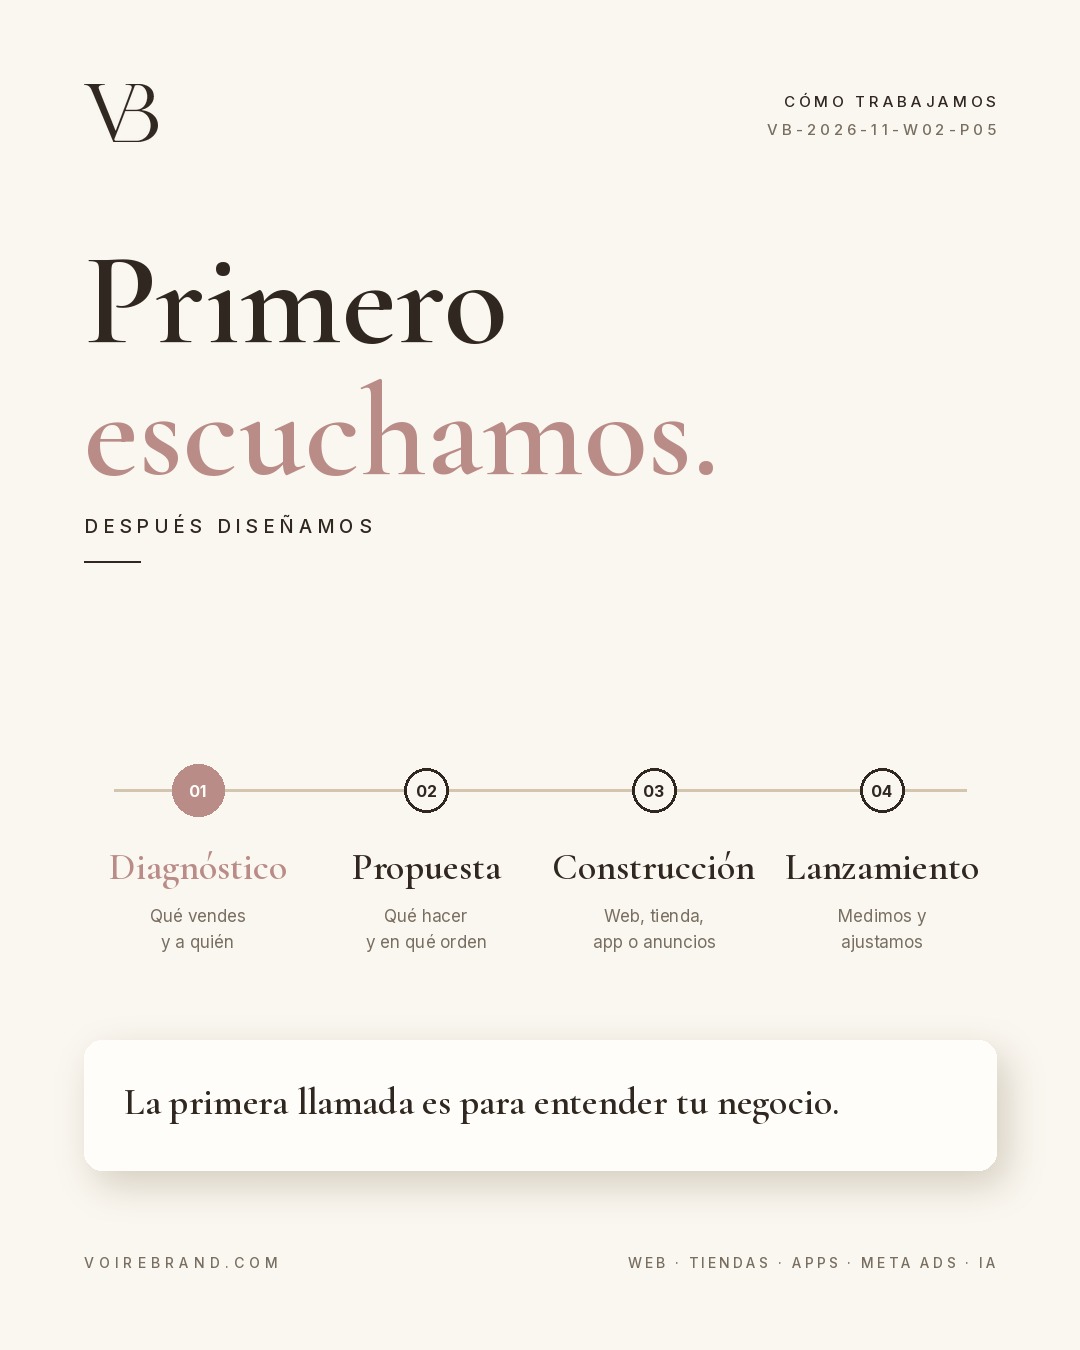 VB
CÓMO TRABAJAMOS
VB-2026-11-W02-P05
Primero
escuchamos.
DESPUÉS DISEÑAMOS
01
02
03
04
Diagnóstico
Propuesta
Construcción
Lanzamiento
Qué vendes
y a quién
Qué hacer
y en qué orden
Web, tienda,
app o anuncios
Medimos y
ajustamos
La primera llamada es para entender tu negocio.
VOIREBRAND.COM
WEB · TIENDAS · APPS · META ADS · IA